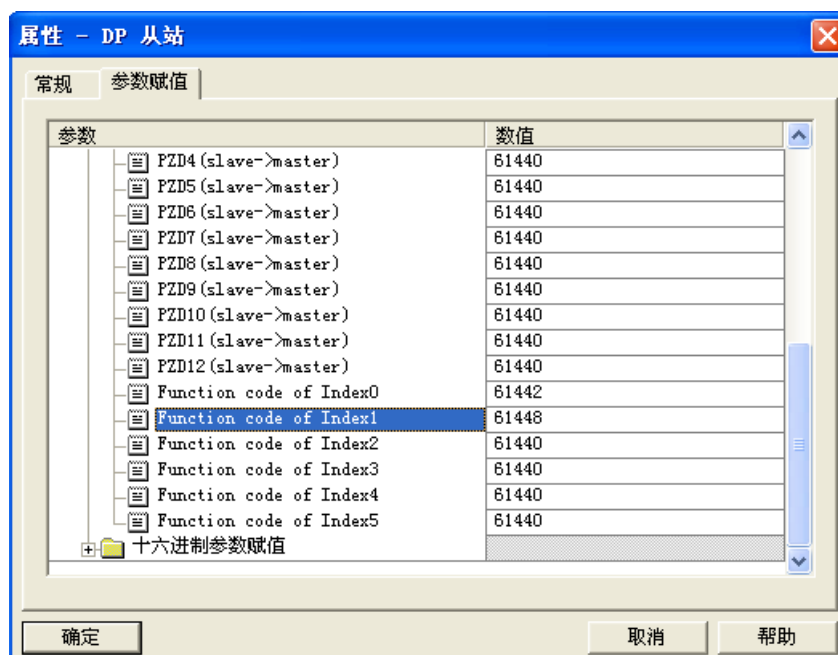 属性 - DP 从站
常规 参数赋值
参数 数值
PZD4(slave->master) 61440
PZD5(slave->master) 61440
PZD6(slave->master) 61440
PZD7(slave->master) 61440
PZD8(slave->master) 61440
PZD9(slave->master) 61440
PZD10(slave->master) 61440
PZD11(slave->master) 61440
PZD12(slave->master) 61440
Function code of Index0 61442
Function code of Index1 61448
Function code of Index2 61440
Function code of Index3 61440
Function code of Index4 61440
Function code of Index5 61440
十六进制参数赋值
确定 取消 帮助